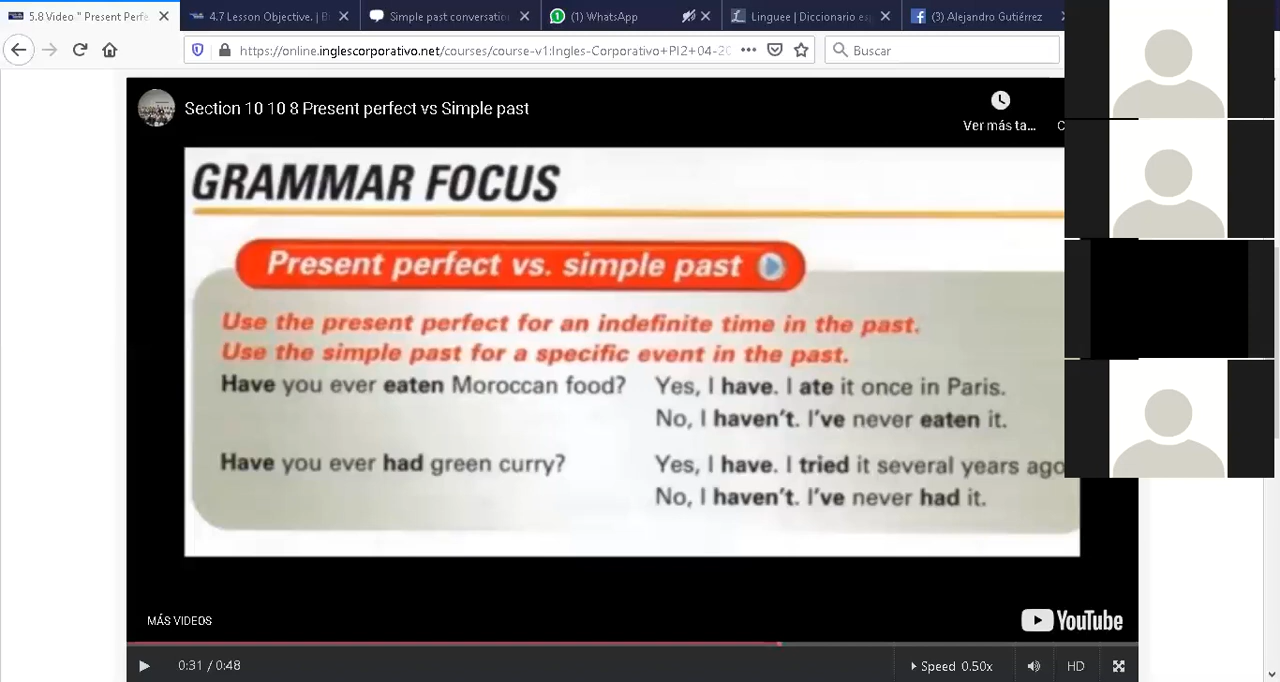 5.8 Video " Present Perfe
4.7 Lesson Objective. | B
Simple past conversation
(1) WhatsApp
Linguee | Diccionario es
(3) Alejandro Gutiérrez
https://online.inglescorporativo.net/courses/course-v1:Ingles-Corporativo+PI2+04-20
Buscar
Section 10 10 8 Present perfect vs Simple past
Ver más ta...
GRAMMAR FOCUS
Present perfect vs. simple past
Use the present perfect for an indefinite time in the past.
Use the simple past for a specific event in the past.
Have you ever eaten Moroccan food? Yes, I have. I ate it once in Paris.
No, I haven't. I've never eaten it.
Have you ever had green curry? Yes, I have. I tried it several years ago
No, I haven't. I've never had it.
MÁS VIDEOS
YouTube
0:31 / 0:48
Speed 0.50x
HD